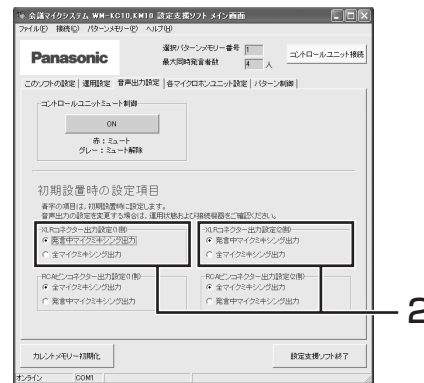 会議マイクシステム WM-KC10,KM10 設定支援ソフト メイン画面
ファイル(F) 接続(C) パターンメモリー(P) ヘルプ(H)
Panasonic
選択パターンメモリー番号 1
最大同時発言者数 4 人
コントロールユニット接続
このソフトの設定 運用設定 音声出力設定 各マイクロホンユニット設定 パターン制御
コントロールユニットミュート制御
ON
赤:ミュート
グレー:ミュート解除
初期設置時の設定項目
青字の項目は、初期設置時に設定します。
音声出力の設定を変更する場合は、運用状態および接続機器をご確認ください。
XLRコネクター出力設定(1側)
発言中マイクミキシング出力
全マイクミキシング出力
XLRコネクター出力設定(2側)
発言中マイクミキシング出力
全マイクミキシング出力
RCAピンコネクター出力設定(1側)
全マイクミキシング出力
発言中マイクミキシング出力
RCAピンコネクター出力設定(2側)
全マイクミキシング出力
発言中マイクミキシング出力
2
カレントメモリー初期化
設定支援ソフト終了
オンライン COM1